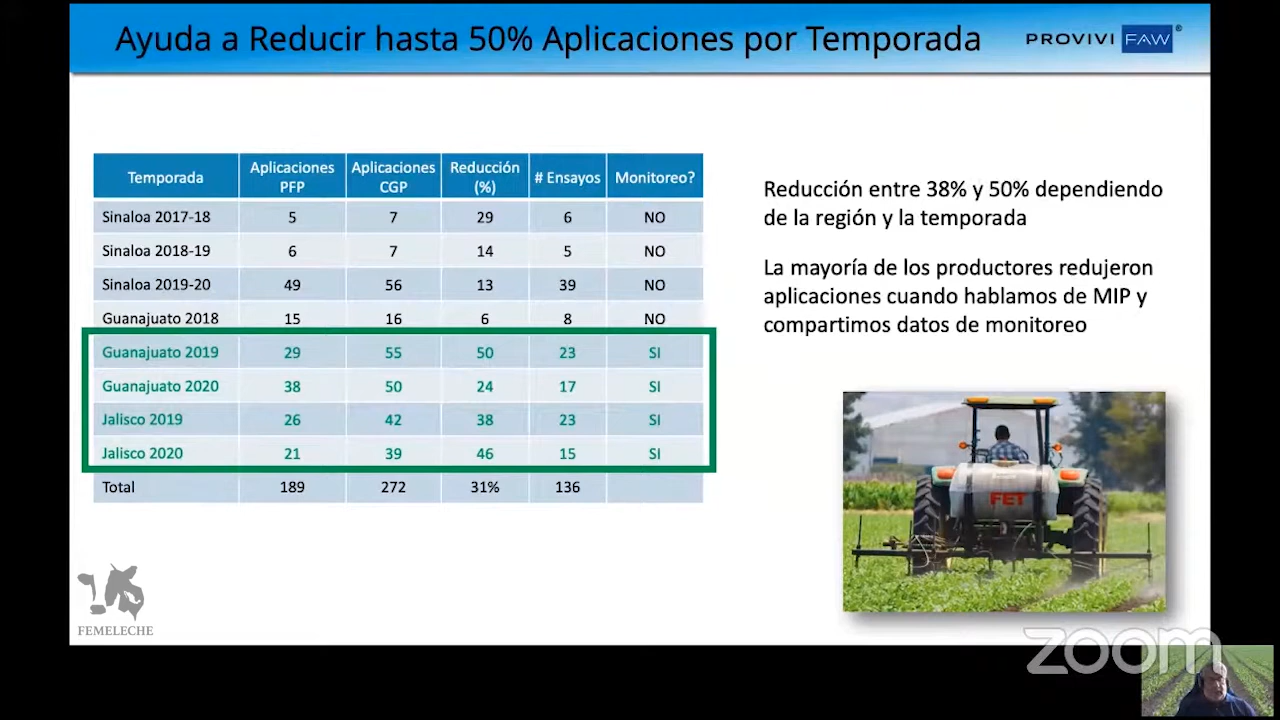 Ayuda a Reducir hasta 50% Aplicaciones por Temporada
PROVIVI FAW®
Temporada Aplicaciones PFP Aplicaciones CGP Reducción (%) # Ensayos Monitoreo?
Sinaloa 2017-18 5 7 29 6 NO
Sinaloa 2018-19 6 7 14 5 NO
Sinaloa 2019-20 49 56 13 39 NO
Guanajuato 2018 15 16 6 8 NO
Guanajuato 2019 29 55 50 23 SI
Guanajuato 2020 38 50 24 17 SI
Jalisco 2019 26 42 38 23 SI
Jalisco 2020 21 39 46 15 SI
Total 189 272 31% 136
Reducción entre 38% y 50% dependiendo
de la región y la temporada
La mayoría de los productores redujeron
aplicaciones cuando hablamos de MIP y
compartimos datos de monitoreo
FET
FEMELECHE
zoom